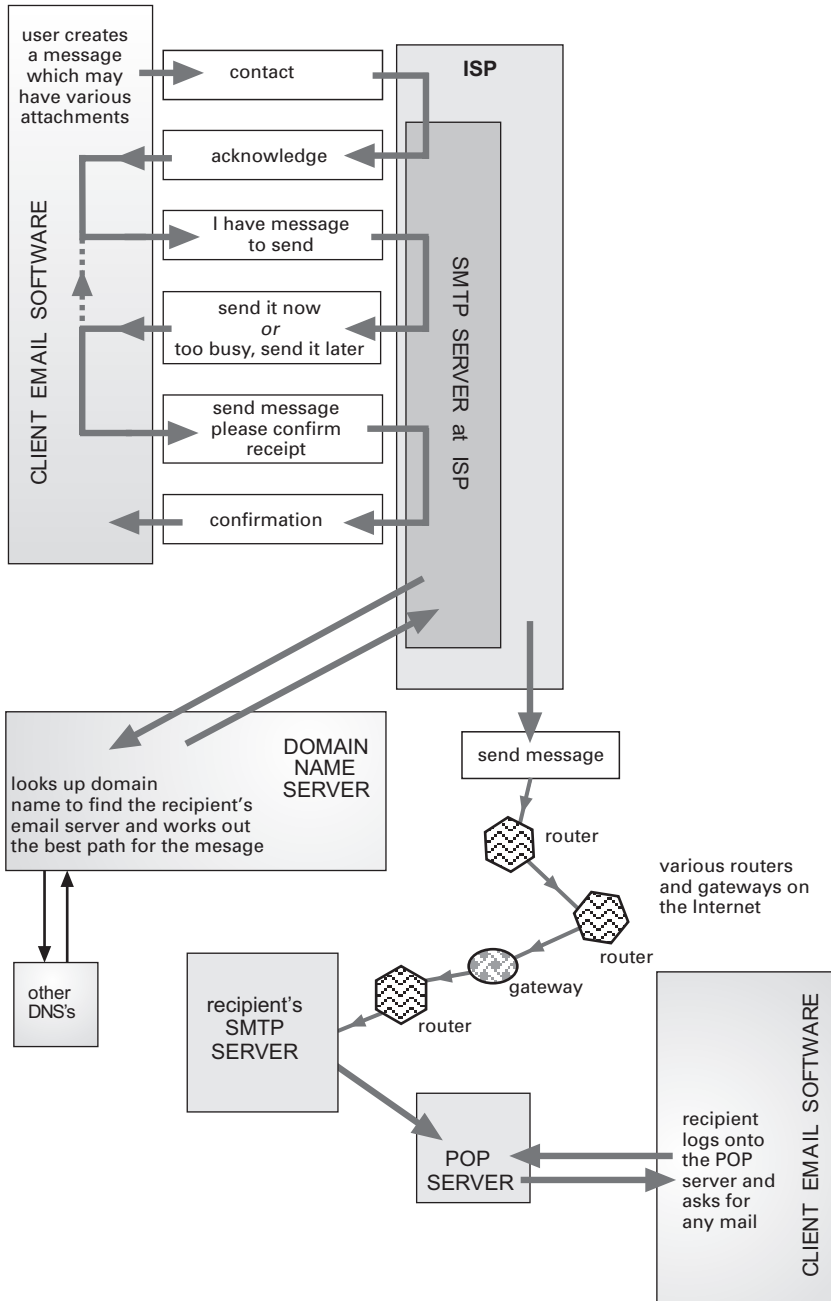 user creates
a message
which may
have various
attachments
CLIENT EMAIL SOFTWARE
contact
acknowledge
I have message
to send
send it now
or
too busy, send it later
send message
please confirm
receipt
confirmation
ISP
SMTP SERVER at ISP
DOMAIN
NAME
SERVER
looks up domain
name to find the recipient's
email server and works out
the best path for the mesage
other
DNS's
send message
router
various routers
and gateways on
the Internet
router
gateway
router
recipient's
SMTP
SERVER
POP
SERVER
recipient
logs onto
the POP
server and
asks for
any mail
CLIENT EMAIL SOFTWARE